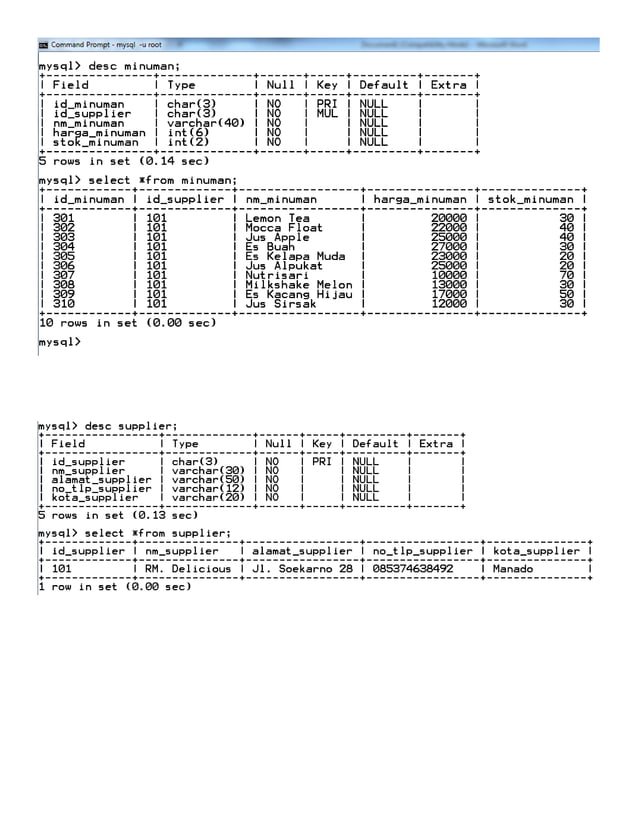 Command Prompt - mysql -u root
mysql> desc minuman;
| Field | Type | Null | Key | Default | Extra |
| id_minuman | char(3) | NO | PRI | NULL | |
| id_supplier | char(3) | NO | MUL | NULL | |
| nm_minuman | varchar(40) | NO | | NULL | |
| harga_minuman | int(6) | NO | | NULL | |
| stok_minuman | int(2) | NO | | NULL | |
5 rows in set (0.14 sec)
mysql> select *from minuman;
| id_minuman | id_supplier | nm_minuman | harga_minuman | stok_minuman |
| 301 | 101 | Lemon Tea | 20000 | 30 |
| 302 | 101 | Mocca Float | 22000 | 40 |
| 303 | 101 | Jus Apple | 25000 | 40 |
| 304 | 101 | Es Buah | 27000 | 30 |
| 305 | 101 | Es Kelapa Muda | 23000 | 20 |
| 306 | 101 | Jus Alpukat | 25000 | 20 |
| 307 | 101 | Nutrisari | 10000 | 70 |
| 308 | 101 | Milkshake Melon | 13000 | 30 |
| 309 | 101 | Es Kacang Hijau | 17000 | 50 |
| 310 | 101 | Jus Sirsak | 12000 | 30 |
10 rows in set (0.00 sec)
mysql>
mysql> desc supplier;
| Field | Type | Null | Key | Default | Extra |
| id_supplier | char(3) | NO | PRI | NULL | |
| nm_supplier | varchar(30) | NO | | NULL | |
| alamat_supplier | varchar(50) | NO | | NULL | |
| no_tlp_supplier | varchar(12) | NO | | NULL | |
| kota_supplier | varchar(20) | NO | | NULL | |
5 rows in set (0.13 sec)
mysql> select *from supplier;
| id_supplier | nm_supplier | alamat_supplier | no_tlp_supplier | kota_supplier |
| 101 | RM. Delicious | Jl. Soekarno 28 | 085374638492 | Manado |
1 row in set (0.00 sec)